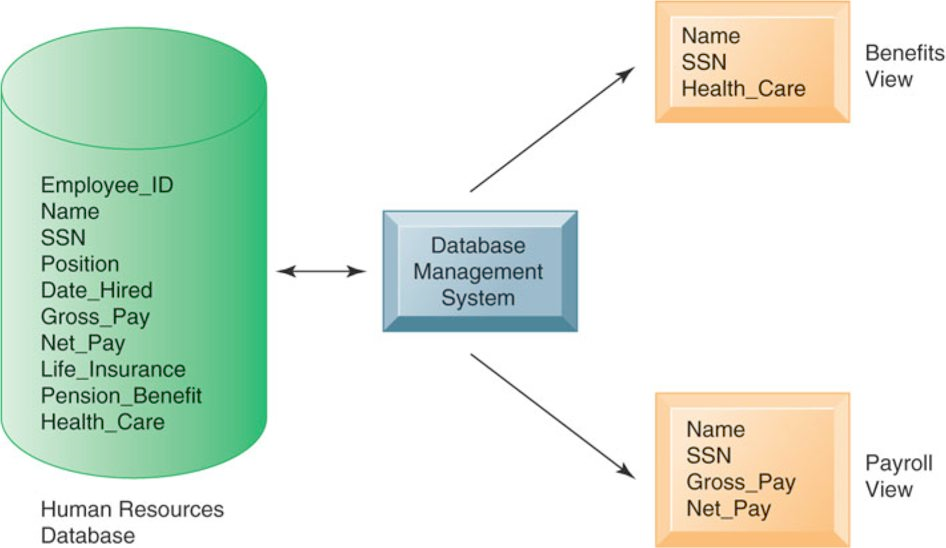 Employee_ID
Name
SSN
Position
Date_Hired
Gross_Pay
Net_Pay
Life_Insurance
Pension_Benefit
Health_Care
Human Resources
Database
Database
Management
System
Name
SSN
Health_Care
Benefits
View
Name
SSN
Gross_Pay
Net_Pay
Payroll
View